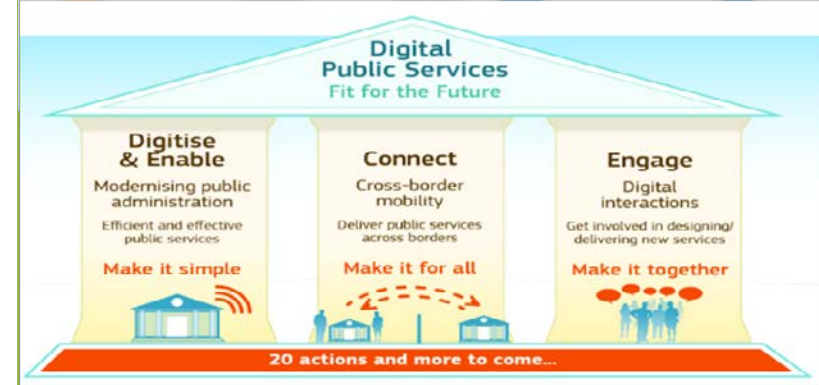 Digital
Public Services
Fit for the Future
Digitise
& Enable
Modernising public
administration
Efficient and effective
public services
Make it simple
Connect
Cross-border
mobility
Deliver public services
across borders
Make it for all
Engage
Digital
interactions
Get involved in designing/
delivering new services
Make it together
20 actions and more to come...